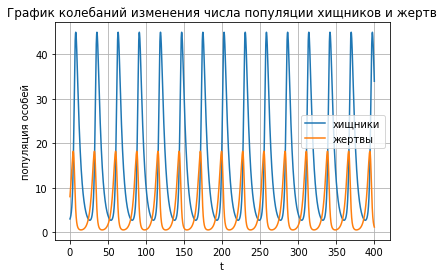 График колебаний изменения числа популяции хищников и жертв
популяция особей
40
30
20
10
0
хищники
жертвы
0 50 100 150 200 250 300 350 400
t